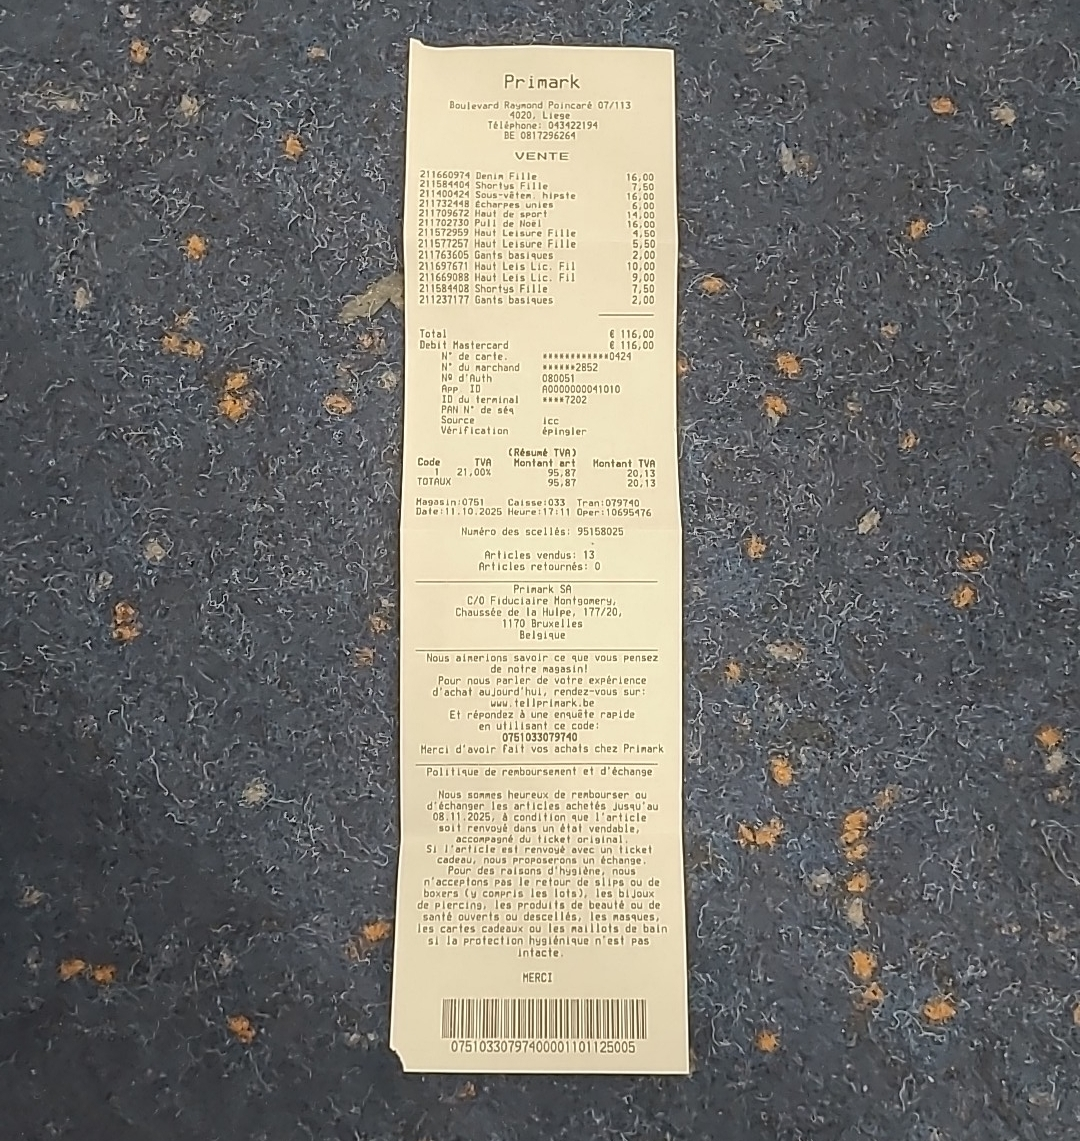 Primark
Boulevard Raymond Poincaré 07/113
4020, Liege
Téléphone: 043422194
BE 0817296264
VENTE
211660974 Denim Fille 16,00
211584404 Shortys Fille 7,50
211400424 Sous-vêtem. hipste 16,00
211732448 Écharpes unies 6,00
211709672 Haut de sport 14,00
211702730 Pull de Noël 16,00
211572959 Haut Leisure Fille 4,50
211577257 Haut Leisure Fille 5,50
211763605 Gants basiques 2,00
211697671 Haut Leis Lic. Fil 10,00
211669088 Haut Leis Lic. Fil 9,00
211584408 Shortys Fille 7,50
211237177 Gants basiques 2,00
Total € 116,00
Debit Mastercard € 116,00
N° de carte. ************0424
N° du marchand ******2852
Nº d'Auth 080051
App. ID A0000000041010
ID du terminal ****7202
PAN N° de séq
Source icc
Vérification épingler
(Résumé TVA)
Code TVA Montant art Montant TVA
1 21,00% 95,87 20,13
TOTAUX 95,87 20,13
Magasin:0751 Caisse:033 Tran:079740
Date:11.10.2025 Heure:17:11 Oper:10695476
Numéro des scellés: 95158025
Articles vendus: 13
Articles retournés: 0
Primark SA
C/O Fiduciaire Montgomery,
Chaussée de la Hulpe, 177/20,
1170 Bruxelles
Belgique
Nous aimerions savoir ce que vous pensez
de notre magasin!
Pour nous parler de votre expérience
d'achat aujourd'hui, rendez-vous sur:
www.tellprimark.be
Et répondez à une enquête rapide
en utilisant ce code:
0751033079740
Merci d'avoir fait vos achats chez Primark
Politique de remboursement et d'échange
Nous sommes heureux de rembourser ou
d'échanger les articles achetés jusqu'au
08.11.2025, à condition que l'article
soit renvoyé dans un état vendable,
accompagné du ticket original.
Si l'article est renvoyé avec un ticket
cadeau, nous proposerons un échange.
Pour des raisons d'hygiène, nous
n'acceptons pas le retour de slips ou de
boxers (y compris les lots), les bijoux
de piercing, les produits de beauté ou de
santé ouverts ou descellés, les masques,
les cartes cadeaux ou les maillots de bain
si la protection hygiénique n'est pas
intacte.
MERCI
07510330797400001101125005